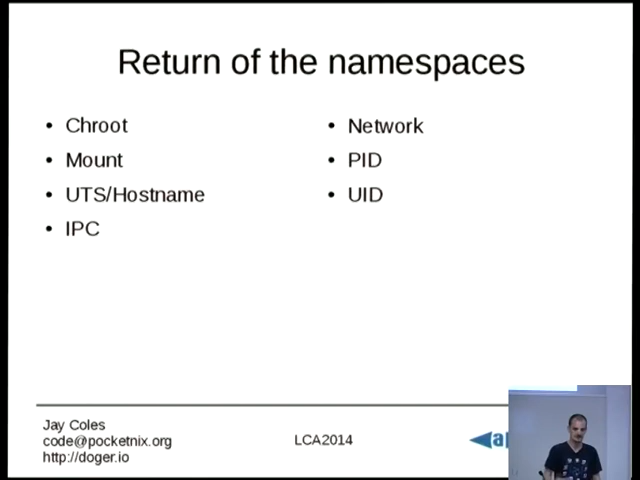 Return of the namespaces
• Chroot
• Mount
• UTS/Hostname
• IPC
• Network
• PID
• UID
Jay Coles
code@pocketnix.org
http://doger.io
LCA2014